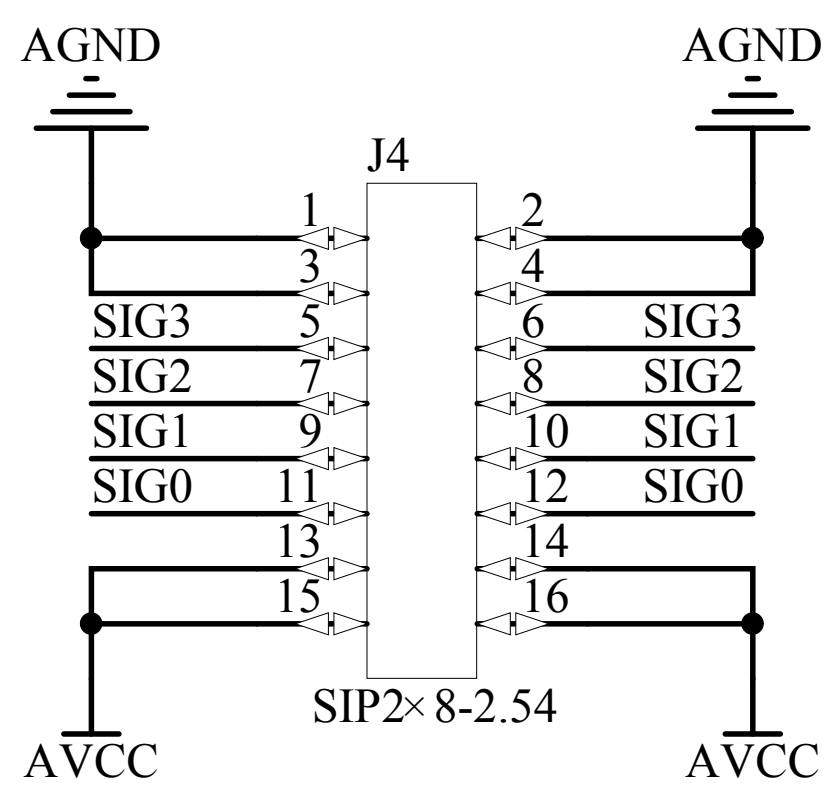 AGND AGND
J4
1 2
3 4
SIG3 5 6 SIG3
SIG2 7 8 SIG2
SIG1 9 10 SIG1
SIG0 11 12 SIG0
13 14
15 16
SIP2×8-2.54
AVCC AVCC